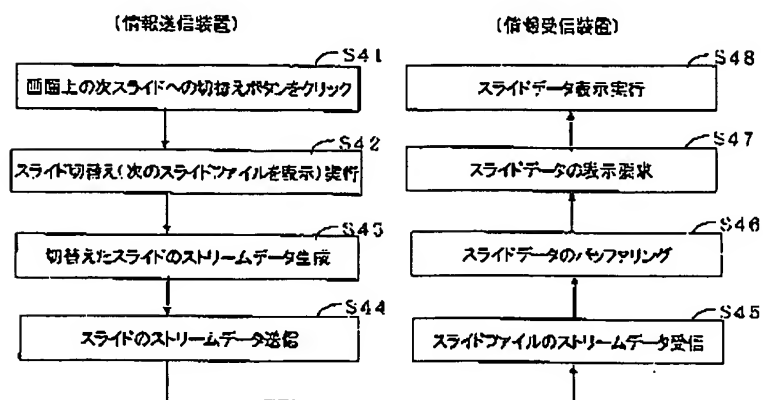 (情報送信装置)
S41
画面上の次スライドへの切替えボタンをクリック
S42
スライド切替え(次のスライドファイルを表示)実行
S43
切替えたスライドのストリームデータ生成
S44
スライドのストリームデータ送信
(情報受信装置)
S48
スライドデータ表示実行
S47
スライドデータの表示要求
S46
スライドデータのバッファリング
S45
スライドファイルのストリームデータ受信